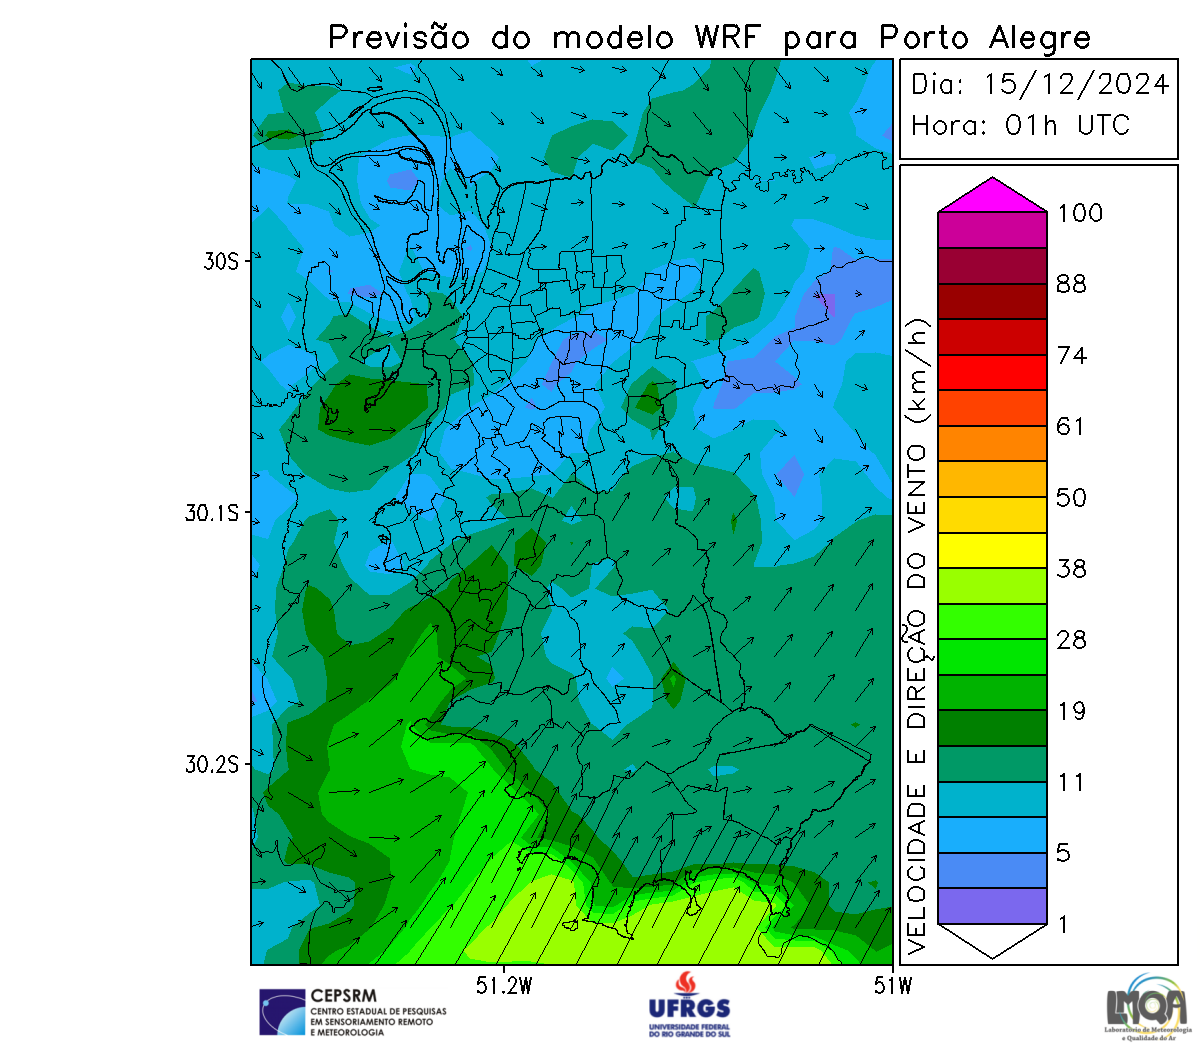 Previsão do modelo WRF para Porto Alegre
Dia: 15/12/2024
Hora: 01h UTC
30S
30.1S
30.2S
51.2W
51W
VELOCIDADE E DIREÇÃO DO VENTO (km/h)
100
88
74
61
50
38
28
19
11
5
1
CEPSRM
CENTRO ESTADUAL DE PESQUISAS
EM SENSORIAMENTO REMOTO
E METEOROLOGIA
UFRGS
UNIVERSIDADE FEDERAL
DO RIO GRANDE DO SUL
LMQA
Laboratório de Meteorologia
e Qualidade do Ar